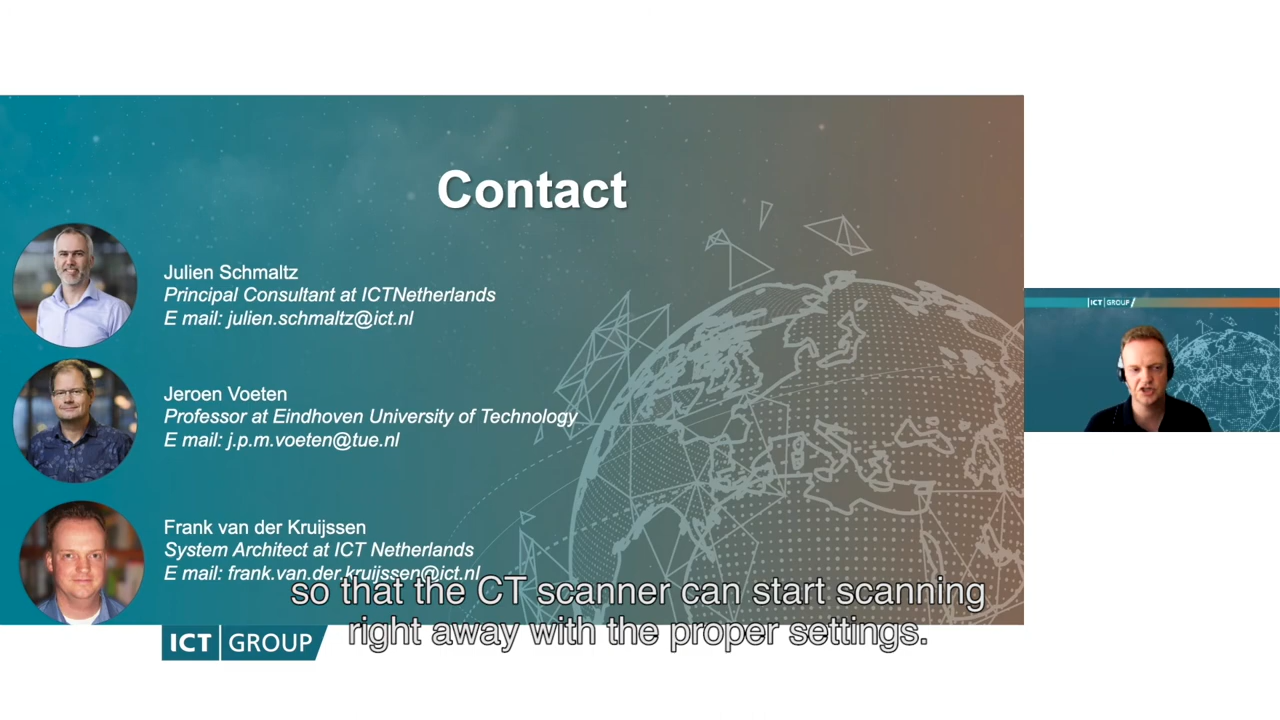 Contact
Julien Schmaltz
Principal Consultant at ICTNetherlands
E mail: julien.schmaltz@ict.nl
Jeroen Voeten
Professor at Eindhoven University of Technology
E mail: j.p.m.voeten@tue.nl
Frank van der Kruijssen
System Architect at ICT Netherlands
E mail: frank.van.der.kruijssen@ict.nl
so that the CT scanner can start scanning
right away with the proper settings.
ICT GROUP
ICT GROUP